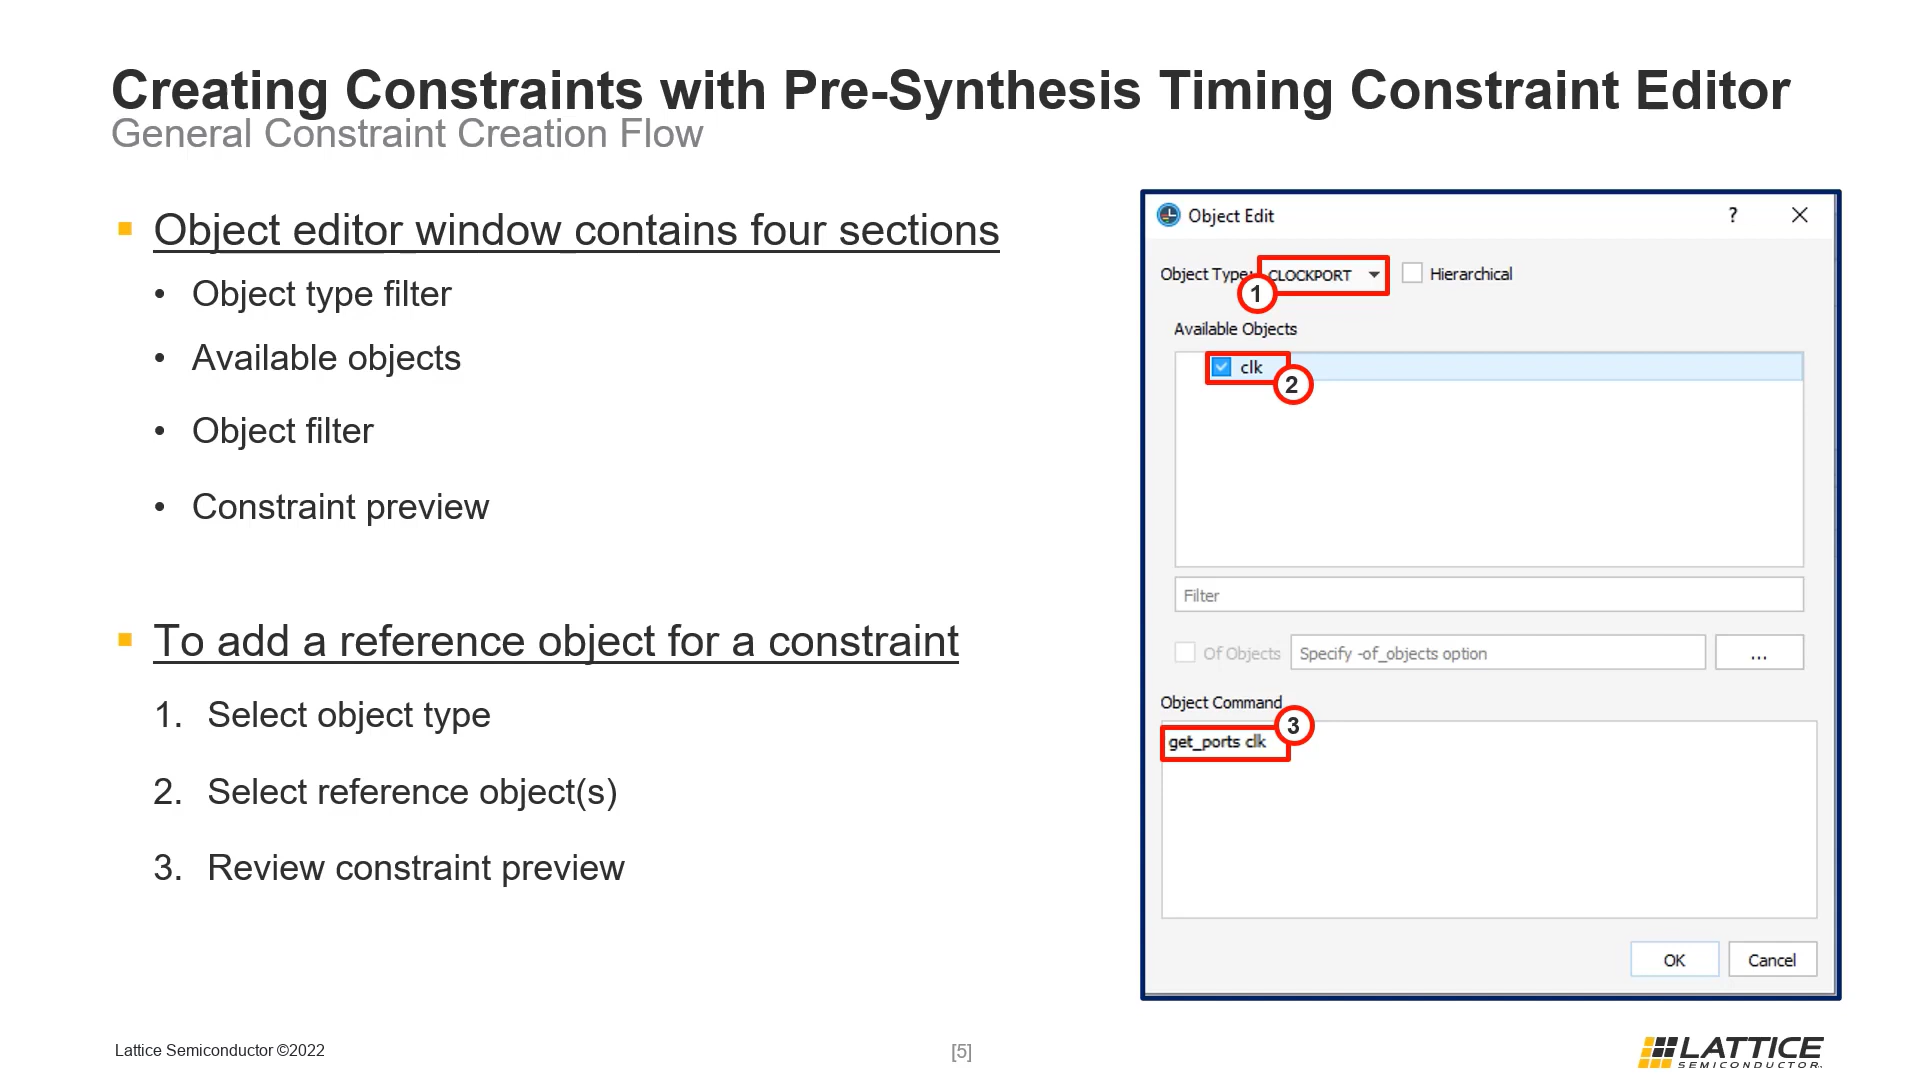 Creating Constraints with Pre-Synthesis Timing Constraint Editor
General Constraint Creation Flow
Object editor window contains four sections
• Object type filter
• Available objects
• Object filter
• Constraint preview
To add a reference object for a constraint
1. Select object type
2. Select reference object(s)
3. Review constraint preview
Object Edit ?
Object Type: CLOCKPORT Hierarchical
1
Available Objects
clk
2
Filter
Of Objects Specify -of_objects option ...
Object Command
3
get_ports clk
OK Cancel
Lattice Semiconductor ©2022
[5]
LATTICE
SEMICONDUCTOR